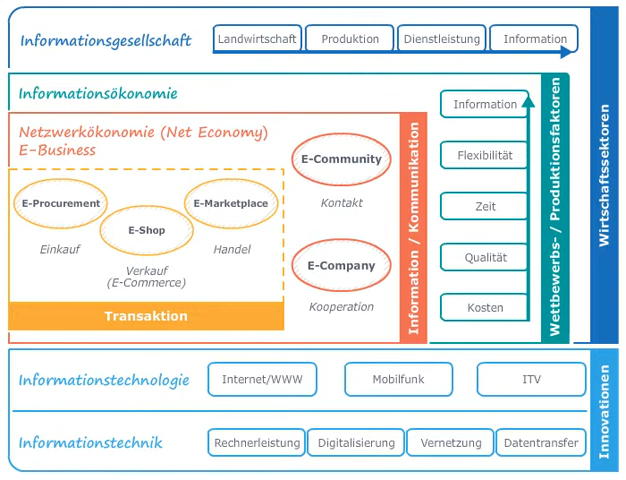 Informationsgesellschaft
Landwirtschaft
Produktion
Dienstleistung
Information
Informationsökonomie
Netzwerkökonomie (Net Economy)
E-Business
E-Procurement
Einkauf
E-Shop
Verkauf
(E-Commerce)
E-Marketplace
Handel
Transaktion
E-Community
Kontakt
E-Company
Kooperation
Information / Kommunikation
Information
Flexibilität
Zeit
Qualität
Kosten
Wettbewerbs- / Produktionsfaktoren
Wirtschaftssektoren
Informationstechnologie
Internet/WWW
Mobilfunk
ITV
Informationstechnik
Rechnerleistung
Digitalisierung
Vernetzung
Datentransfer
Innovationen